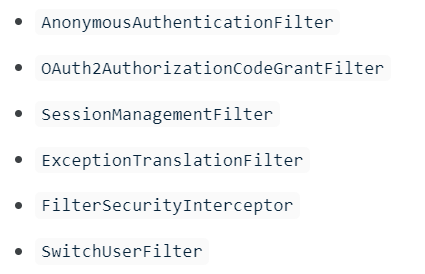 AnonymousAuthenticationFilter
OAuth2AuthorizationCodeGrantFilter
SessionManagementFilter
ExceptionTranslationFilter
FilterSecurityInterceptor
SwitchUserFilter